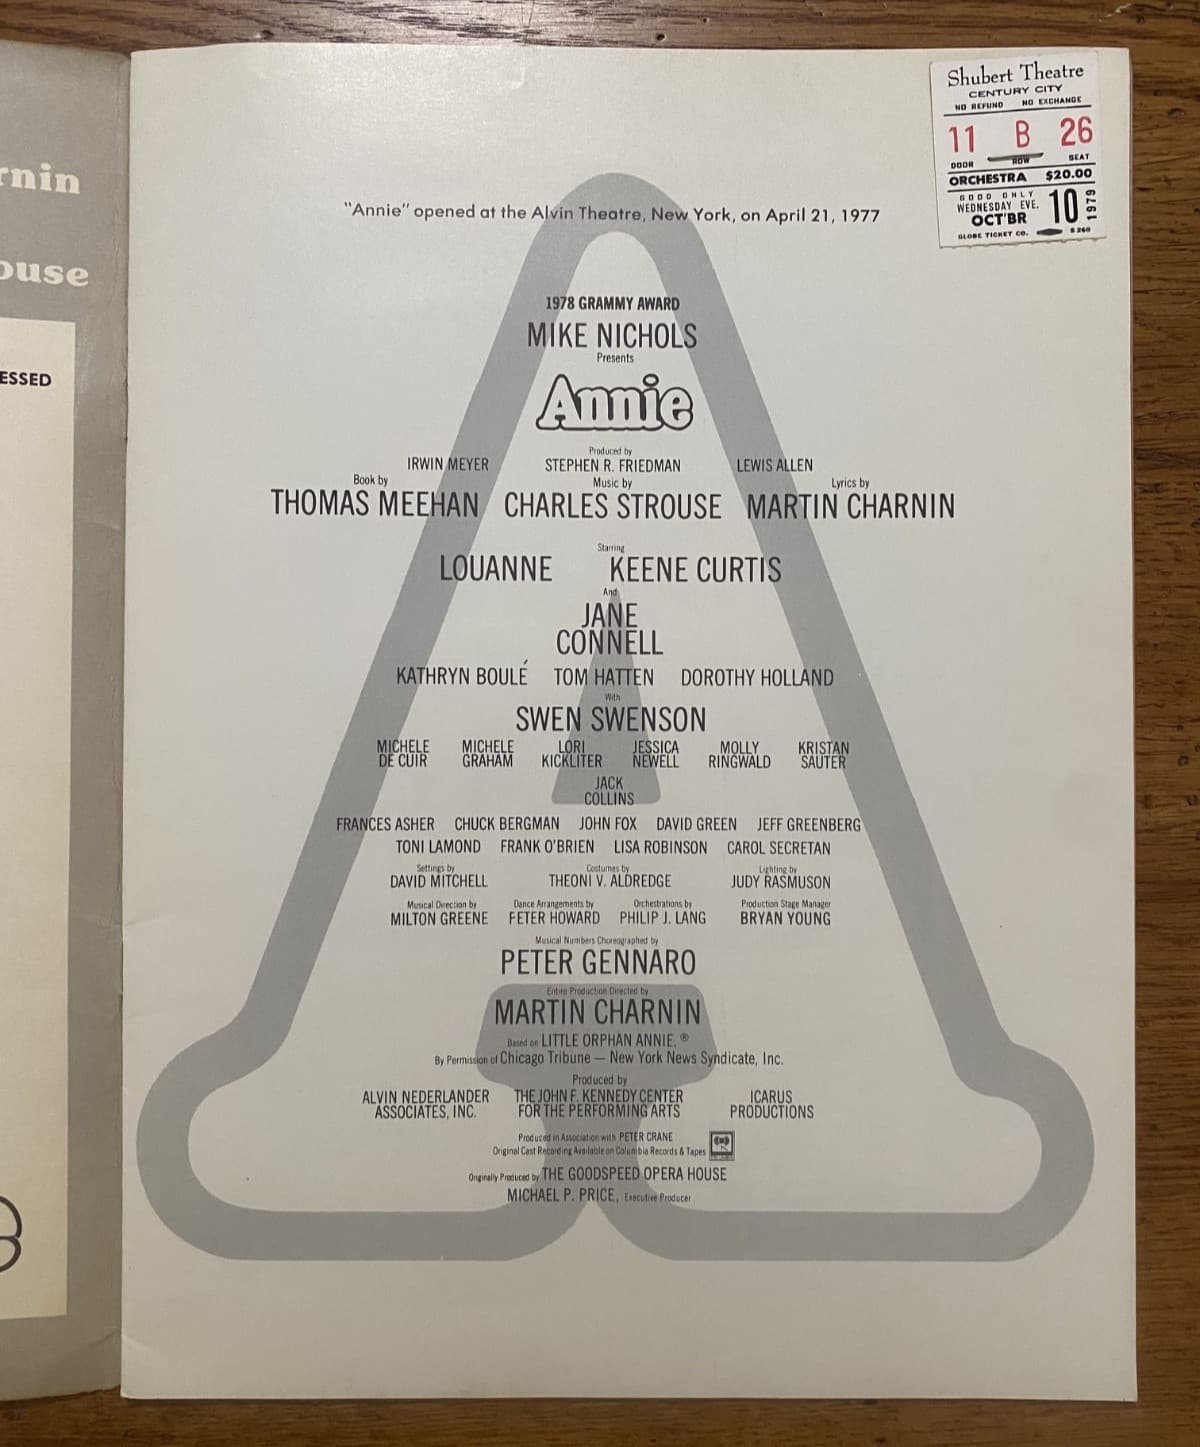 rnin
ouse
ESSED
Shubert Theatre
CENTURY CITY
NO REFUND NO EXCHANGE
11 B 26
DOOR ROW SEAT
ORCHESTRA $20.00
GOOD ONLY
WEDNESDAY EVE.
OCT'BR 10 1979
GLOBE TICKET CO. S 260
"Annie" opened at the Alvin Theatre, New York, on April 21, 1977
1978 GRAMMY AWARD
MIKE NICHOLS
Presents
Annie
Produced by
IRWIN MEYER STEPHEN R. FRIEDMAN LEWIS ALLEN
Book by Music by Lyrics by
THOMAS MEEHAN CHARLES STROUSE MARTIN CHARNIN
Starring
LOUANNE KEENE CURTIS
And
JANE
CONNELL
KATHRYN BOULÉ TOM HATTEN DOROTHY HOLLAND
With
SWEN SWENSON
MICHELE MICHELE LORI JESSICA MOLLY KRISTAN
DE CUIR GRAHAM KICKLITER NEWELL RINGWALD SAUTER
JACK
COLLINS
FRANCES ASHER CHUCK BERGMAN JOHN FOX DAVID GREEN JEFF GREENBERG
TONI LAMOND FRANK O'BRIEN LISA ROBINSON CAROL SECRETAN
Settings by Costumes by Lighting by
DAVID MITCHELL THEONI V. ALDREDGE JUDY RASMUSON
Musical Direction by Dance Arrangements by Orchestrations by Production Stage Manager
MILTON GREENE PETER HOWARD PHILIP J. LANG BRYAN YOUNG
Musical Numbers Choreographed by
PETER GENNARO
Entire Production Directed by
MARTIN CHARNIN
Based on LITTLE ORPHAN ANNIE, ®
By Permission of Chicago Tribune — New York News Syndicate, Inc.
Produced by
ALVIN NEDERLANDER THE JOHN F. KENNEDY CENTER ICARUS
ASSOCIATES, INC. FOR THE PERFORMING ARTS PRODUCTIONS
Produced in Association with PETER CRANE
Original Cast Recording Available on Columbia Records & Tapes
Originally Produced by THE GOODSPEED OPERA HOUSE
MICHAEL P. PRICE, Executive Producer